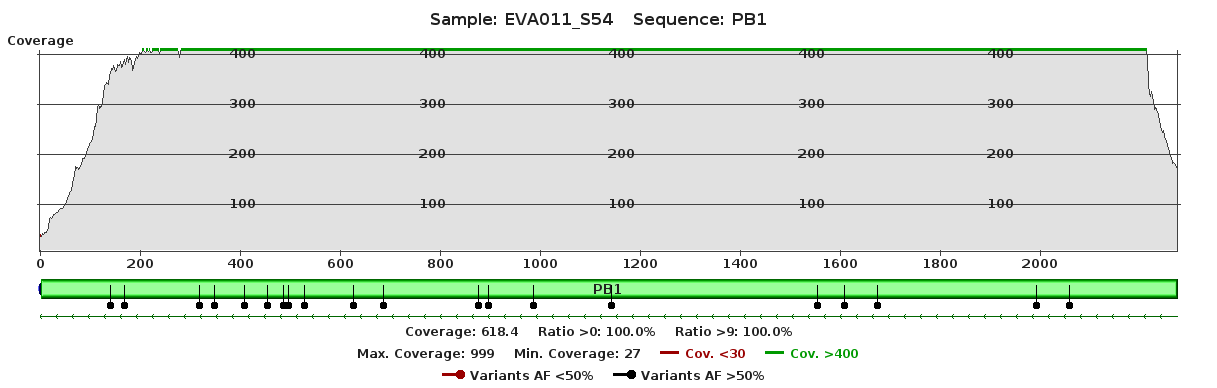 Sample: EVA011_S54 Sequence: PB1
Coverage
400 400 400 400 400
300 300 300 300 300
200 200 200 200 200
100 100 100 100 100
0 200 400 600 800 1000 1200 1400 1600 1800 2000
PB1
Coverage: 618.4 Ratio >0: 100.0% Ratio >9: 100.0%
Max. Coverage: 999 Min. Coverage: 27 Cov. <30 Cov. >400
Variants AF <50% Variants AF >50%